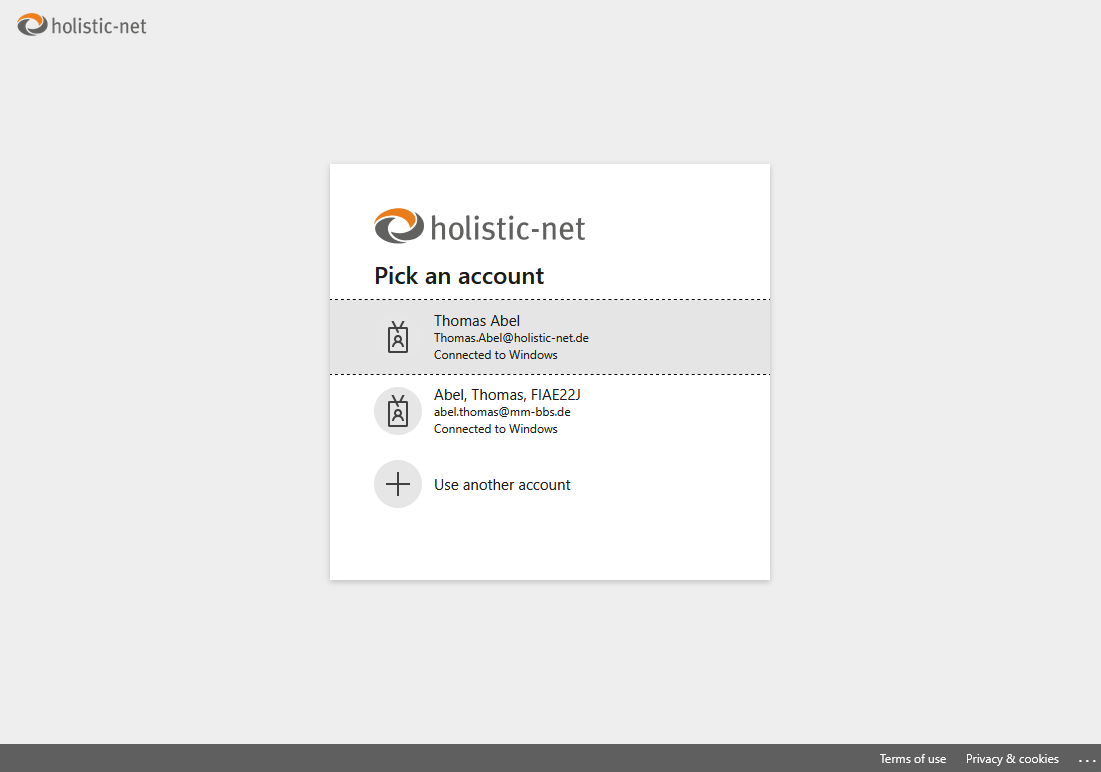 holistic-net
holistic-net
Pick an account
Thomas Abel
Thomas.Abel@holistic-net.de
Connected to Windows
Abel, Thomas, FIAE22J
abel.thomas@mm-bbs.de
Connected to Windows
Use another account
Terms of use Privacy & cookies ...